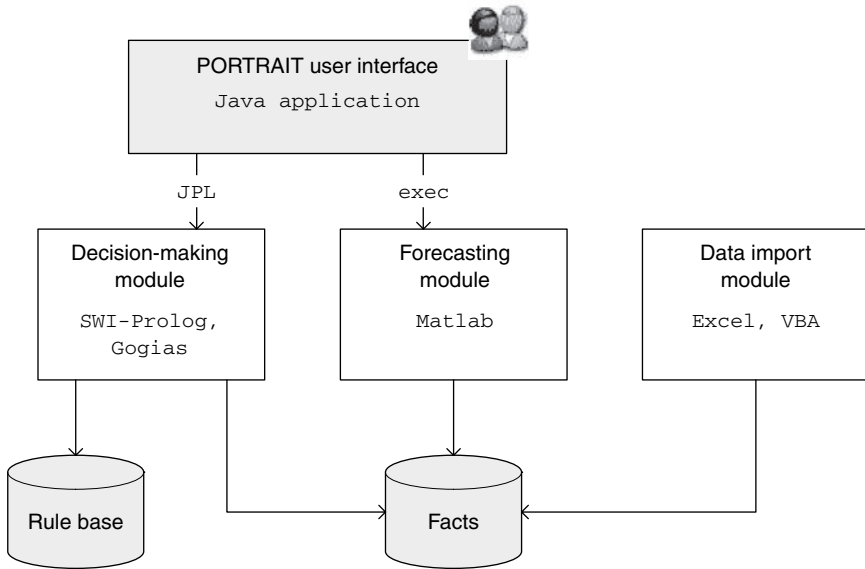 PORTRAIT user interface
Java application
JPL
exec
Decision-making
module
SWI-Prolog,
Gogias
Forecasting
module
Matlab
Data import
module
Excel, VBA
Rule base
Facts